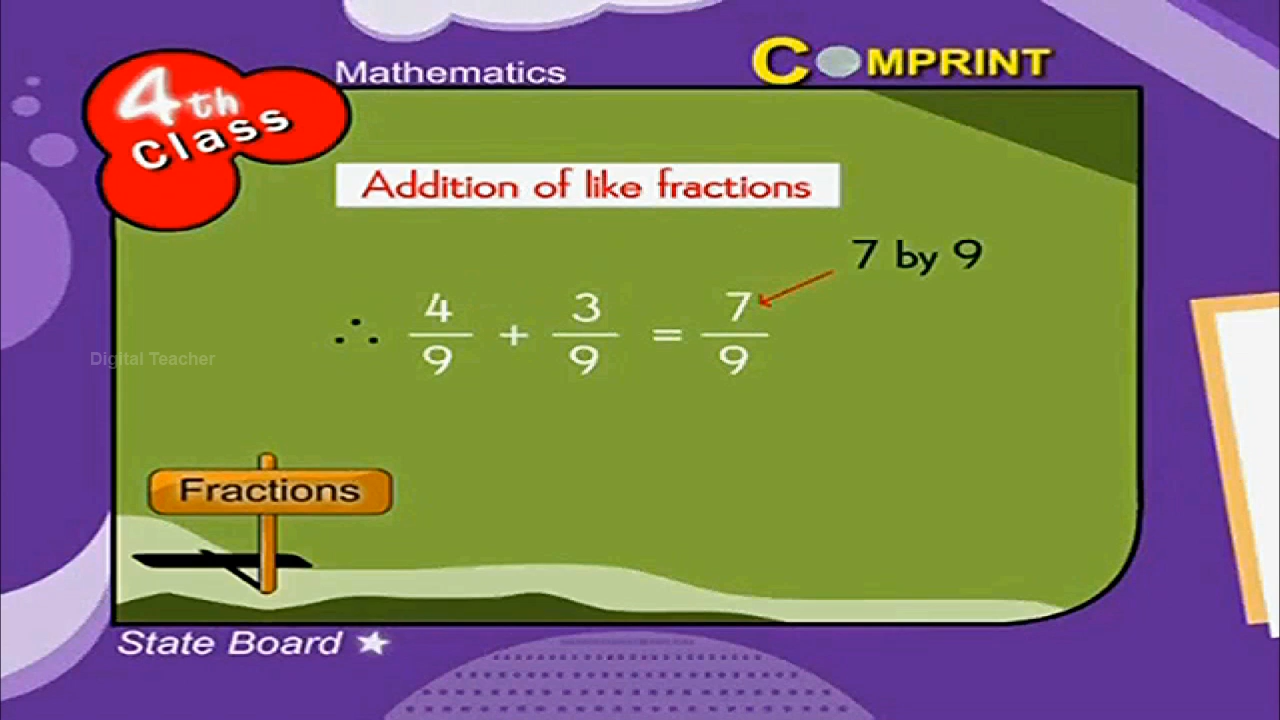 Mathematics
COMPRINT
4th
Class
Addition of like fractions
7 by 9
∴ 4/9 + 3/9 = 7/9
Digital Teacher
Fractions
State Board ★